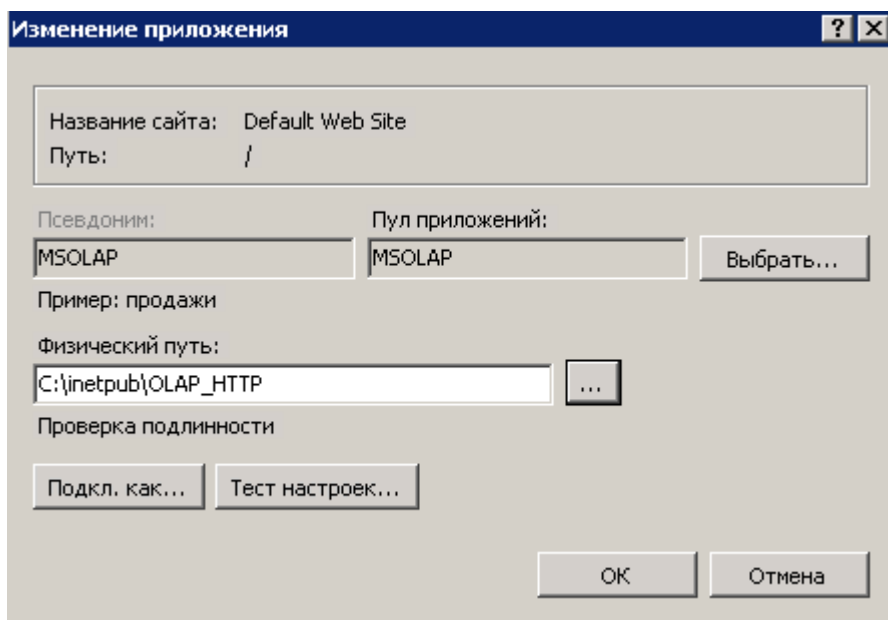 Изменение приложения
Название сайта: Default Web Site
Путь: /
Псевдоним: Пул приложений:
MSOLAP MSOLAP Выбрать...
Пример: продажи
Физический путь:
C:\inetpub\OLAP_HTTP ...
Проверка подлинности
Подкл. как... Тест настроек...
OK Отмена